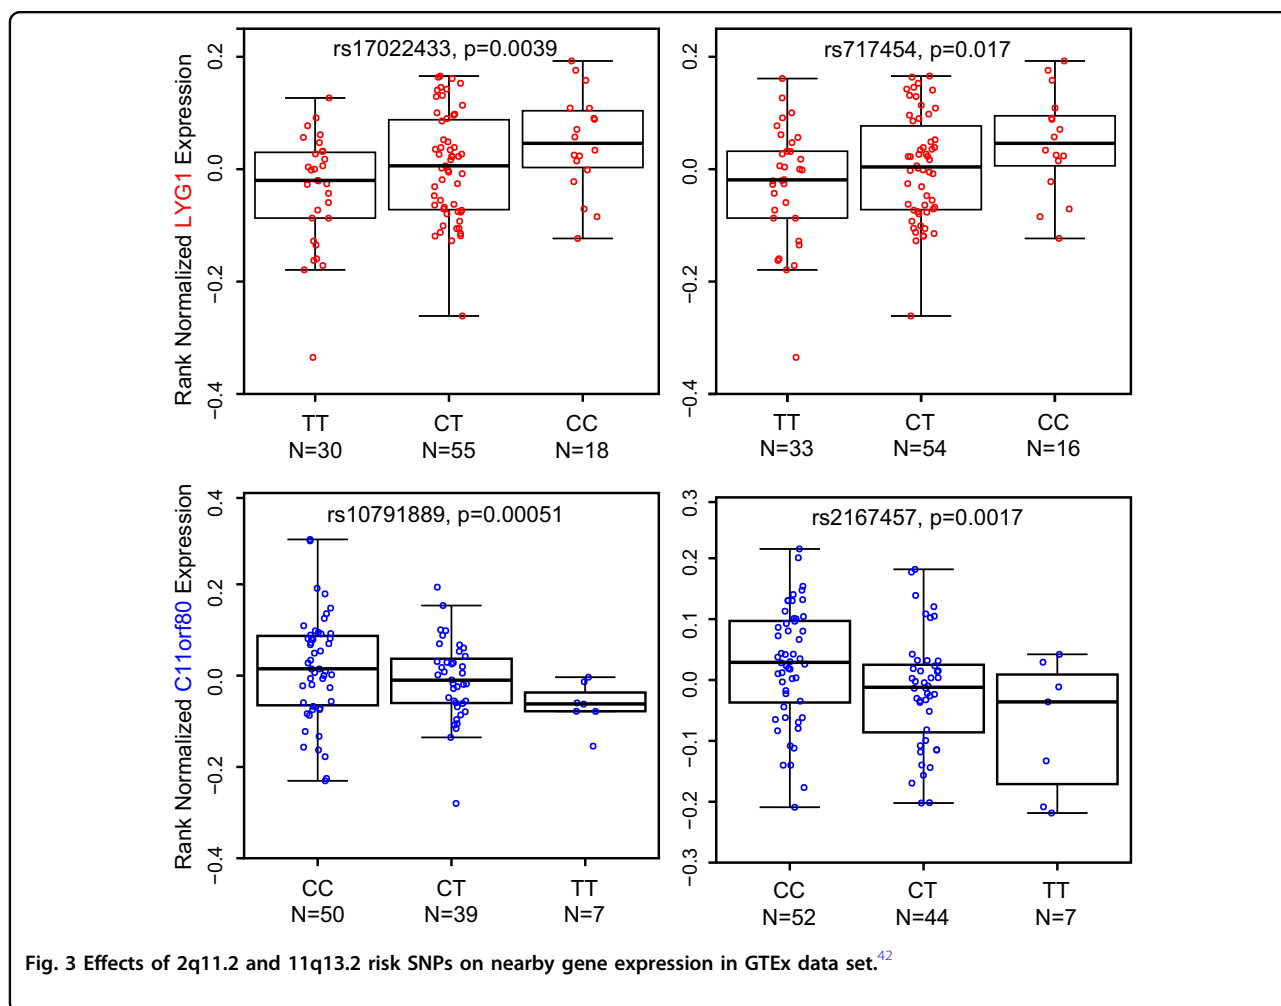 rs17022433, p=0.0039
Rank Normalized LYG1 Expression
0.2
0.0
−0.2
−0.4
TT
CT
CC
N=30
N=55
N=18
rs717454, p=0.017
0.2
0.0
−0.2
−0.4
TT
CT
CC
N=33
N=54
N=16
rs10791889, p=0.00051
Rank Normalized C11orf80 Expression
0.4
0.2
0.0
−0.2
−0.4
CC
CT
TT
N=50
N=39
N=7
rs2167457, p=0.0017
0.3
0.2
0.1
0.0
−0.1
−0.2
−0.3
CC
CT
TT
N=52
N=44
N=7
Fig. 3 Effects of 2q11.2 and 11q13.2 risk SNPs on nearby gene expression in GTEx data set.42